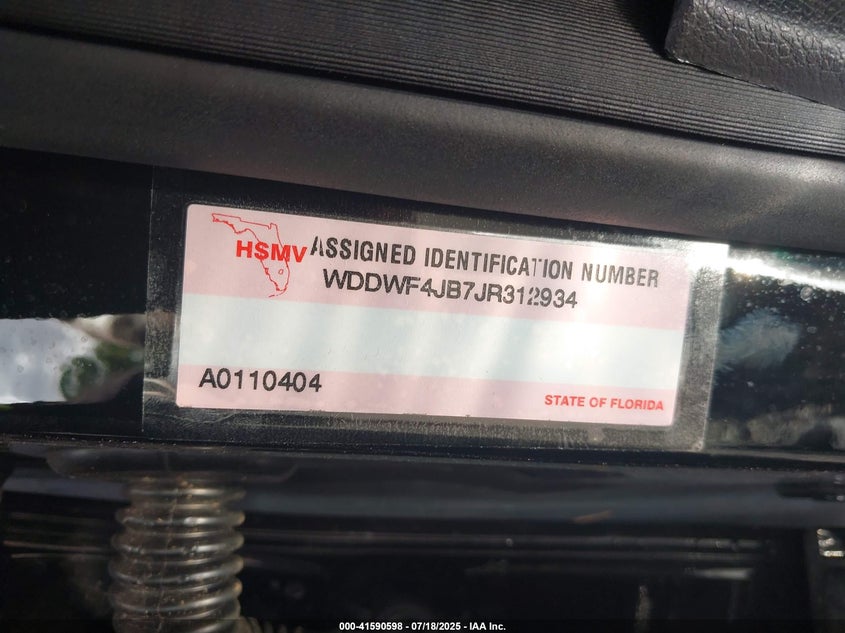 HSMV ASSIGNED IDENTIFICATION NUMBER
WDDWF4JB7JR312934
A0110404
STATE OF FLORIDA
000-41590598 - 07/18/2025 - IAA Inc.